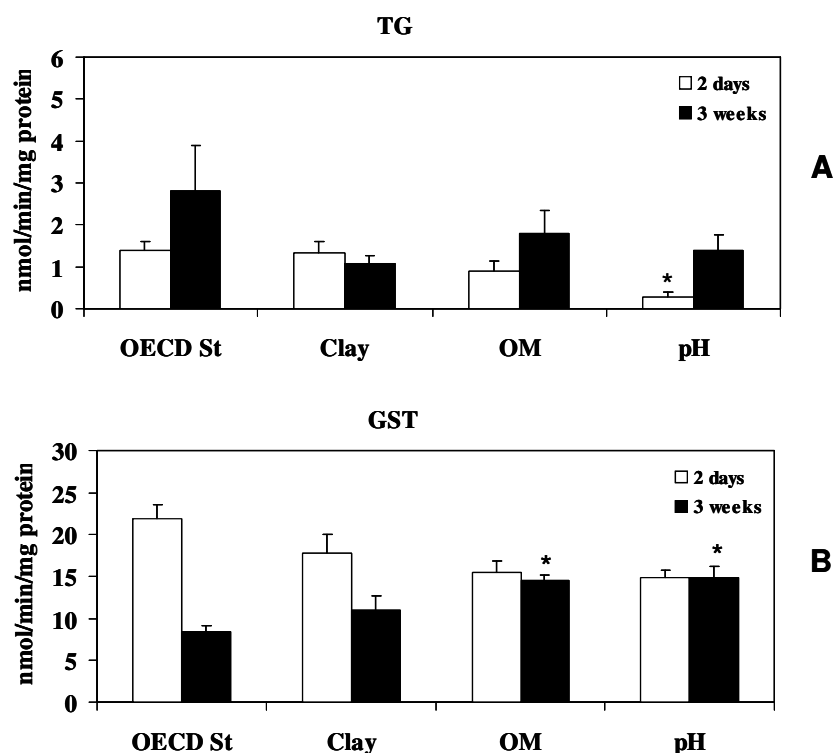 TG
nmol/min/mg protein
6
5
4
3
2
1
0
2 days
3 weeks
*
OECD St Clay OM pH
A
GST
nmol/min/mg protein
30
25
20
15
10
5
0
2 days
3 weeks
* *
OECD St Clay OM pH
B